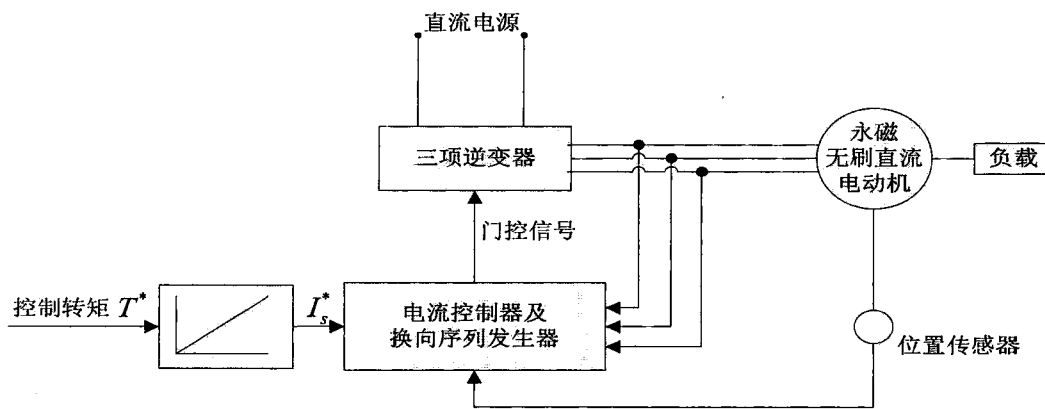 直流电源
三项逆变器
永磁
无刷直流
电动机
负载
门控信号
控制转矩 T*
I*s
电流控制器及
换向序列发生器
位置传感器